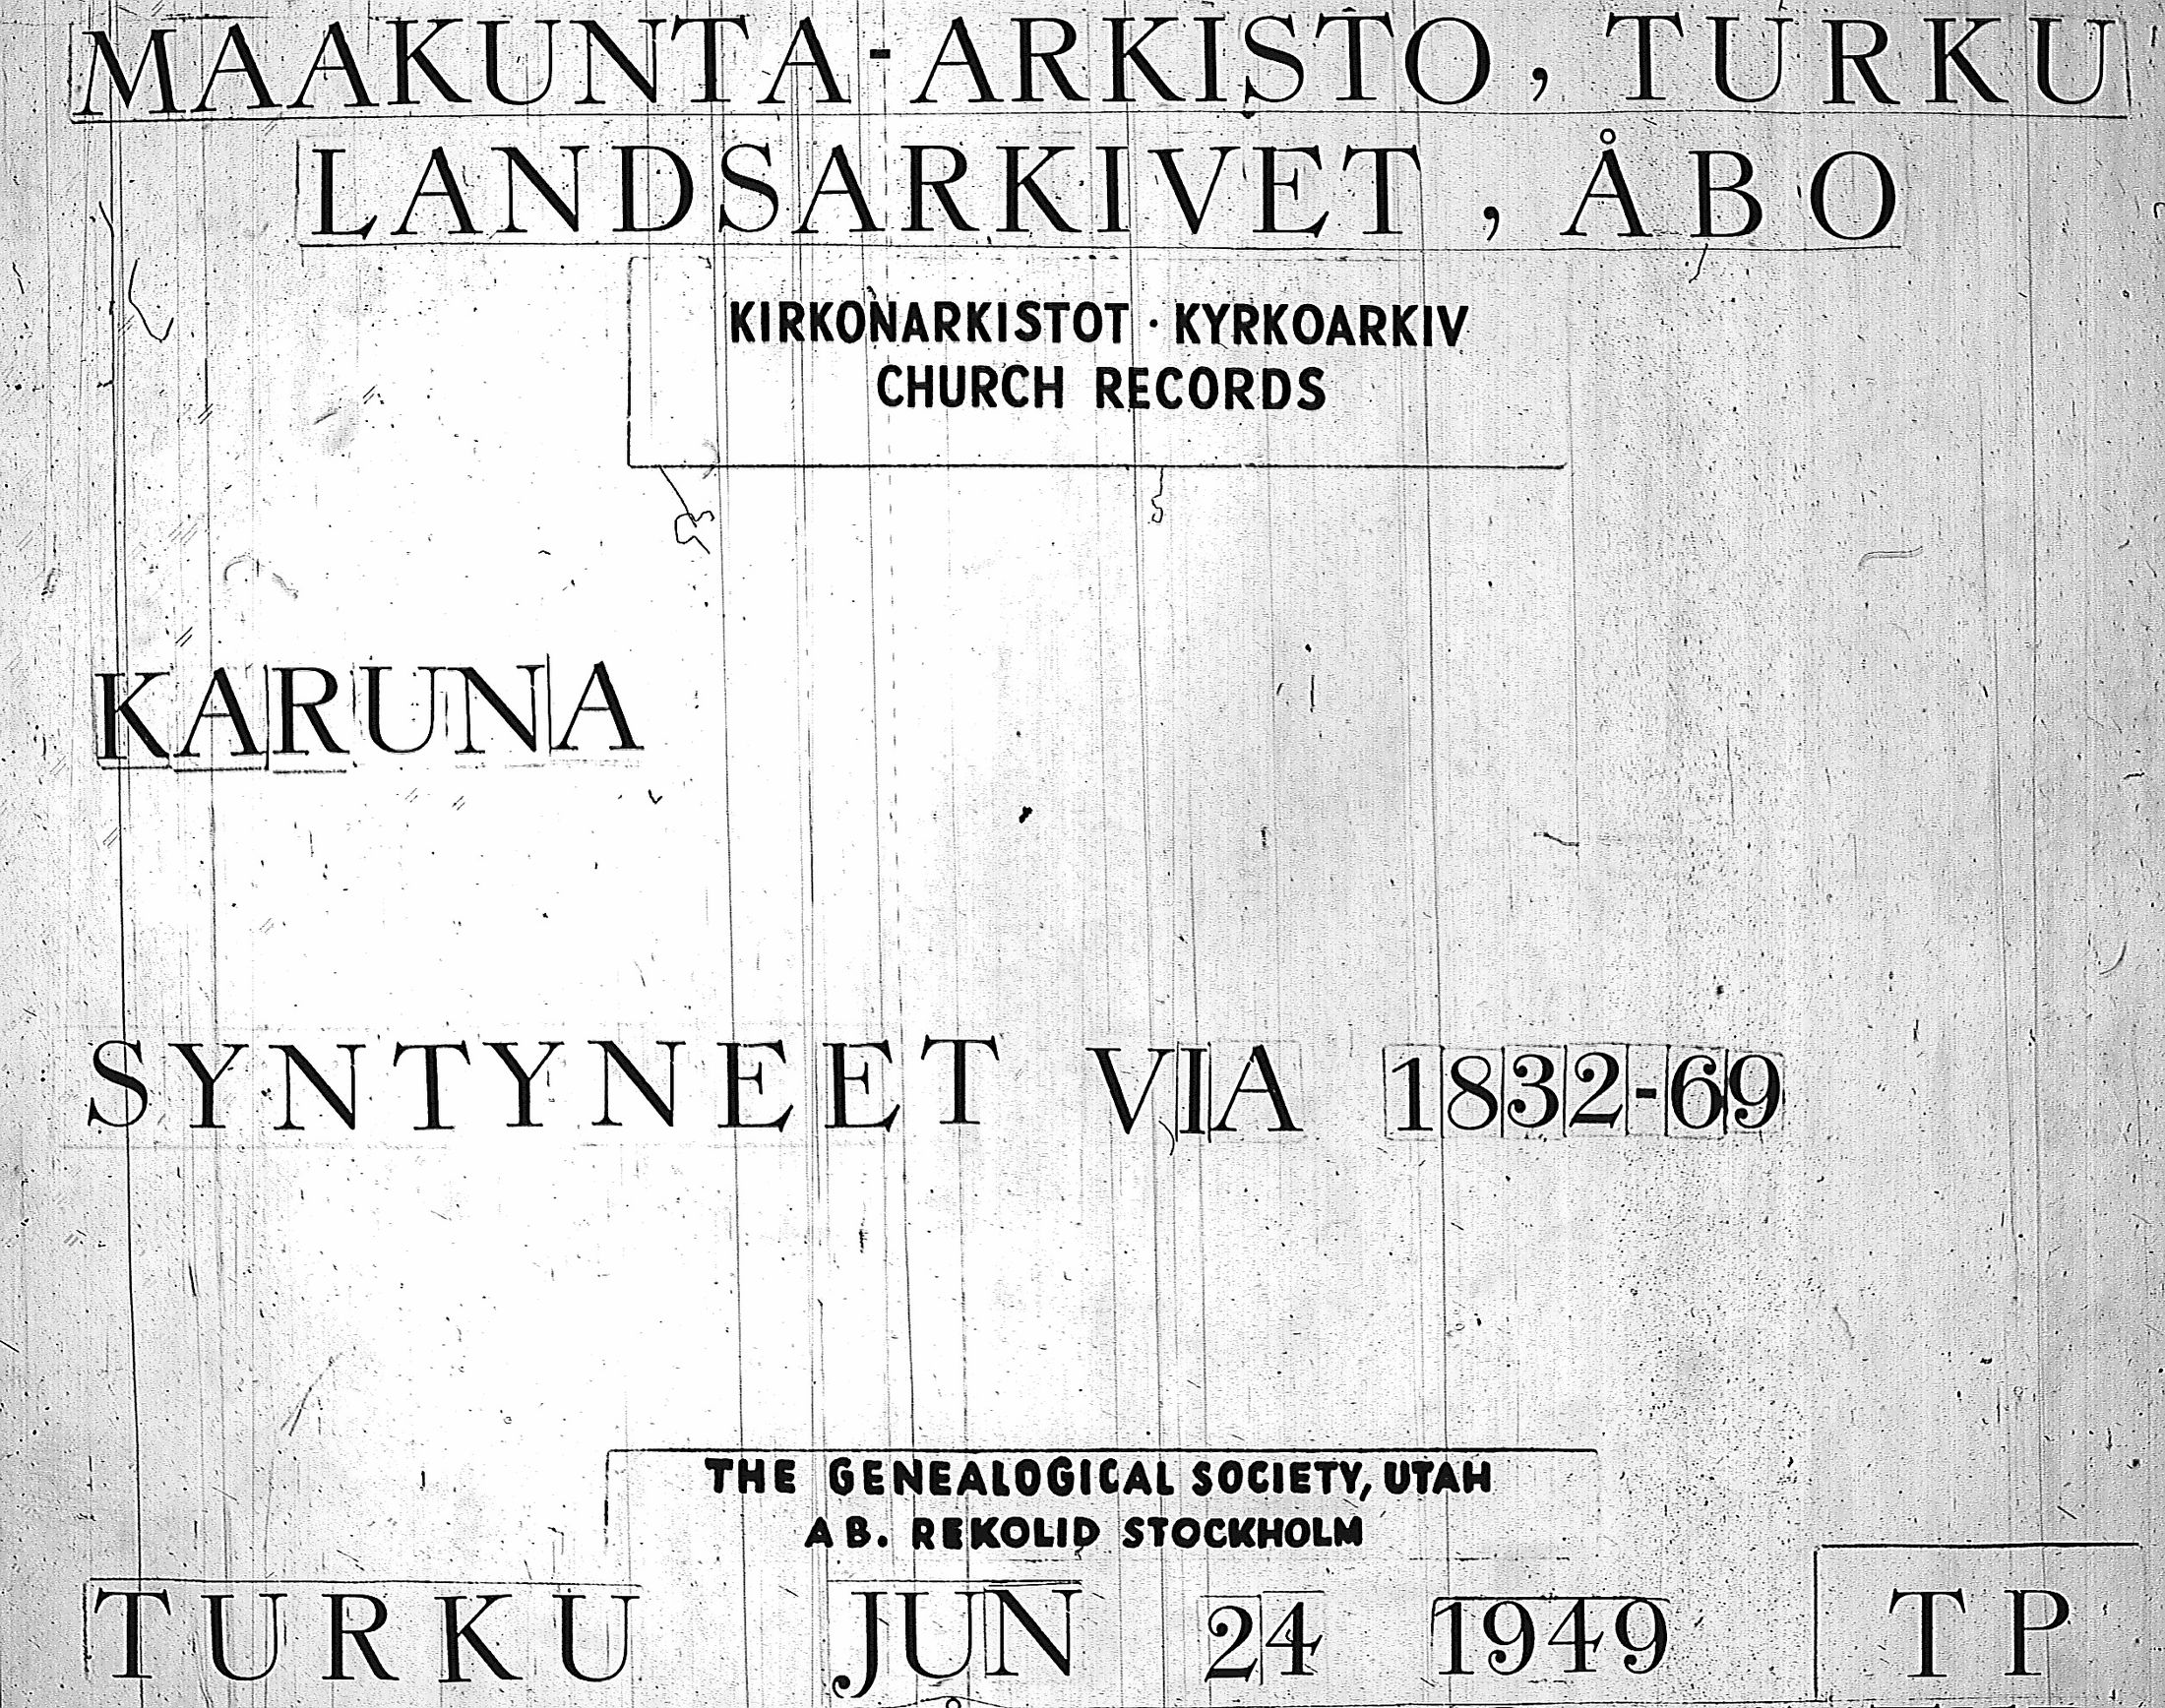 MAAKUNTA-ARKISTO, TURKU
LANDSARKIVET, ÅBO
KIRKONARKISTOT · KYRKOARKIV
CHURCH RECORDS
KARUNA
SYNTYNEET VIA 1832-69
THE GENEALOGICAL SOCIETY, UTAH
AB. REKOLID STOCKHOLM
TURKU JUN 24 1949 TP